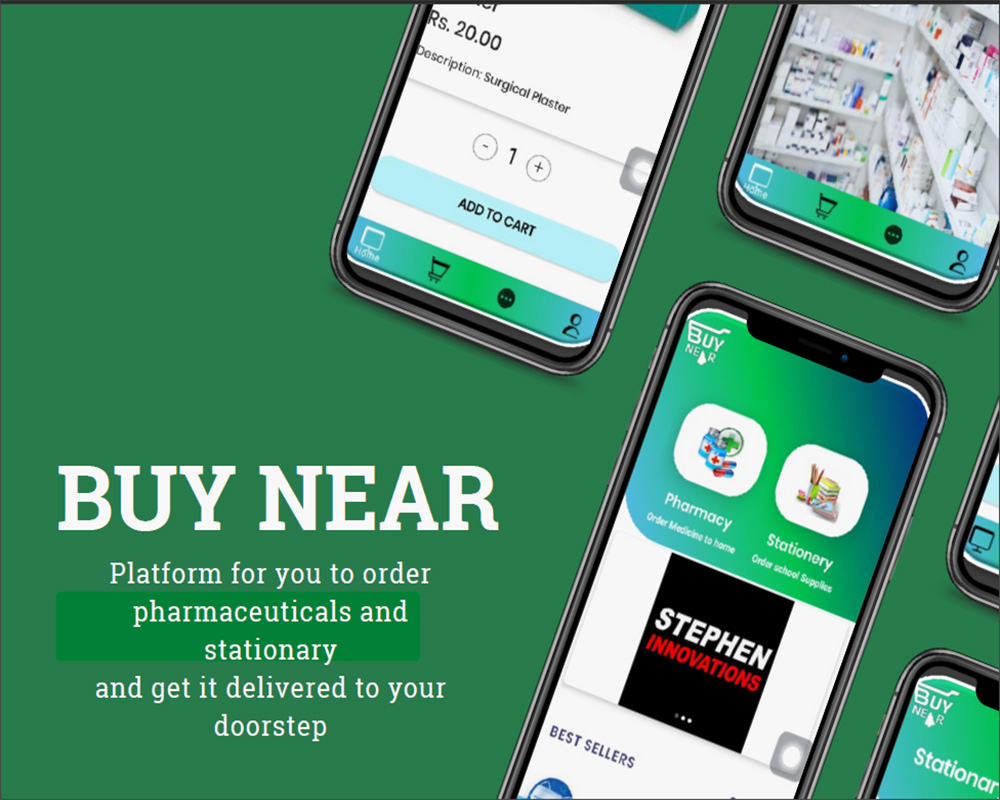 Rs. 20.00
Description: Surgical Plaster
- 1 +
ADD TO CART
Home
Home
BUY
NEAR
Pharmacy
Order Medicine to home
Stationery
Order school Supplies
STEPHEN
INNOVATIONS
BEST SELLERS
BUY NEAR
Platform for you to order
pharmaceuticals and
stationary
and get it delivered to your
doorstep
BUY
NEAR